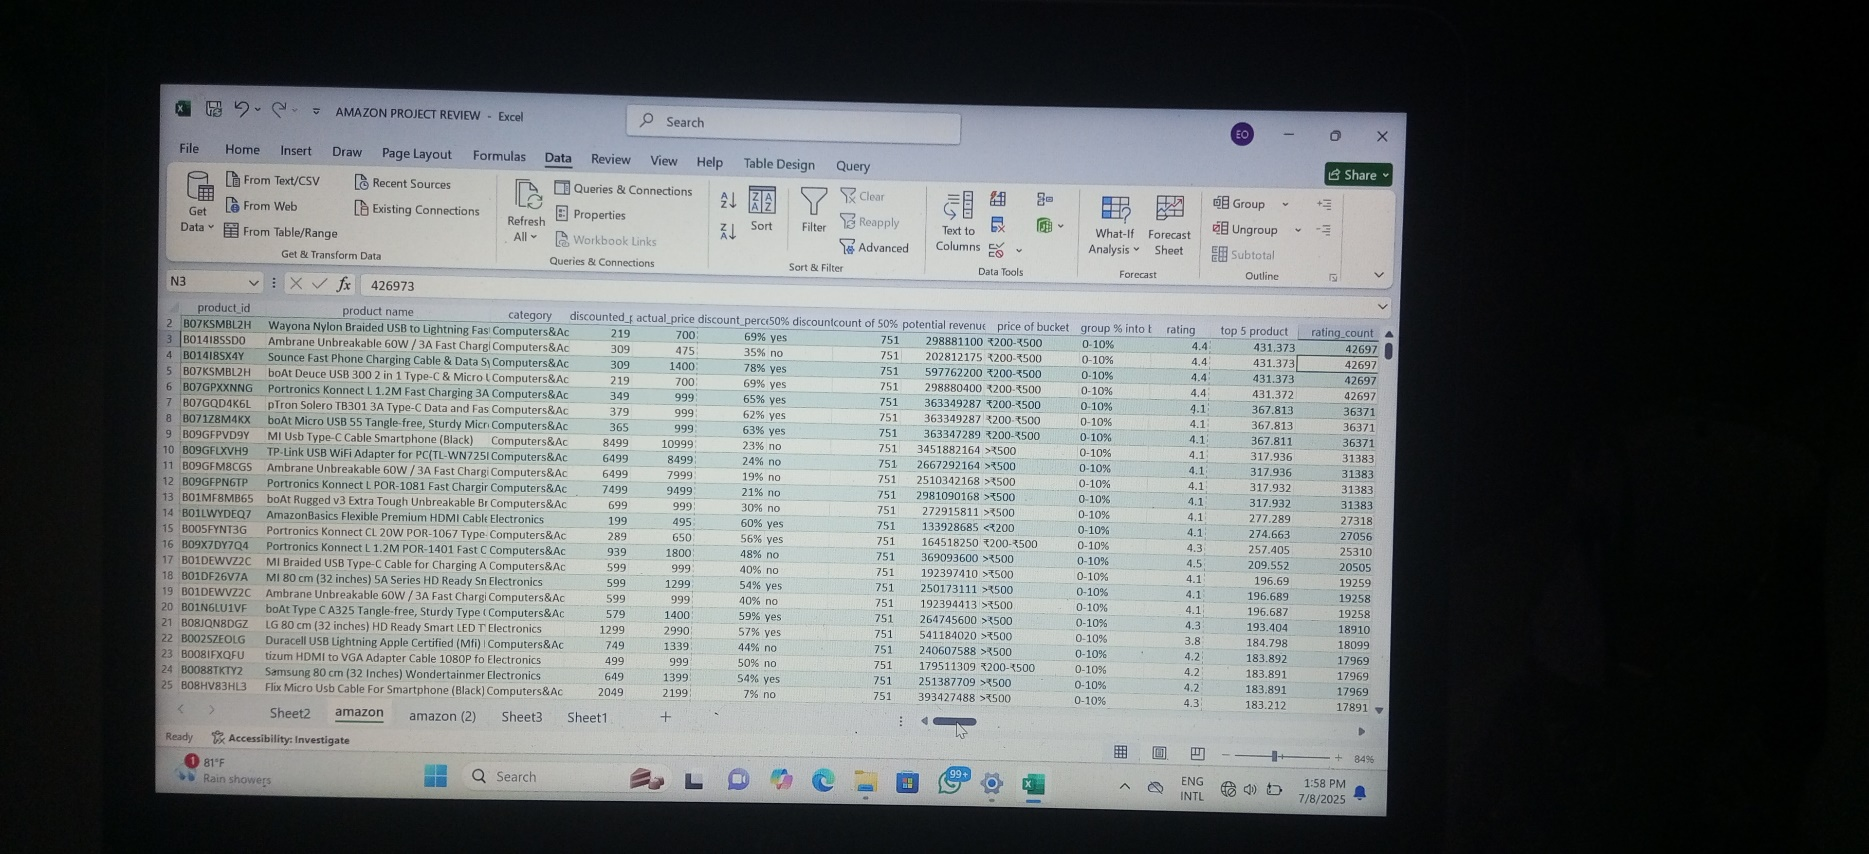 AMAZON PROJECT REVIEW - Excel
Search
EO
File Home Insert Draw Page Layout Formulas Data Review View Help Table Design Query
Share
Get Data
From Text/CSV
From Web
From Table/Range
Recent Sources
Existing Connections
Get & Transform Data
Refresh All
Queries & Connections
Properties
Workbook Links
Queries & Connections
Sort
Filter
Clear
Reapply
Advanced
Sort & Filter
Text to Columns
Data Tools
What-If Analysis
Forecast Sheet
Forecast
Group
Ungroup
Subtotal
Outline
N3 fx 426973
product_id product name category discounted_p actual_price discount_perce 50% discount count of 50% potential revenue price of bucket group % into b rating top 5 product rating_count
2 B07KSMBL2H Wayona Nylon Braided USB to Lightning Fas Computers&Ac 219 700 69% yes 751 298881100 ₹200-₹500 0-10% 4.4 431.373 42697
3 B014I8SSD0 Ambrane Unbreakable 60W / 3A Fast Charg Computers&Ac 309 475 35% no 751 202812175 ₹200-₹500 0-10% 4.4 431.373 42697
4 B014I8SX4Y Sounce Fast Phone Charging Cable & Data Sy Computers&Ac 309 1400 78% yes 751 597762200 ₹200-₹500 0-10% 4.4 431.373 42697
5 B07KSMBL2H boAt Deuce USB 300 2 in 1 Type-C & Micro U Computers&Ac 219 700 69% yes 751 298880400 ₹200-₹500 0-10% 4.4 431.372 42697
6 B07GPXXNNG Portronics Konnect L 1.2M Fast Charging 3A Computers&Ac 349 999 65% yes 751 363349287 ₹200-₹500 0-10% 4.1 367.813 36371
7 B07GQD4K6L pTron Solero TB301 3A Type-C Data and Fas Computers&Ac 379 999 62% yes 751 363349287 ₹200-₹500 0-10% 4.1 367.813 36371
8 B071Z8M4KX boAt Micro USB 55 Tangle-free, Sturdy Micr Computers&Ac 365 999 63% yes 751 363347289 ₹200-₹500 0-10% 4.1 367.811 36371
9 B09GFPVD9Y MI Usb Type-C Cable Smartphone (Black) Computers&Ac 8499 10999 23% no 751 3451882164 >₹500 0-10% 4.1 317.936 31383
10 B09GFLXVH9 TP-Link USB WiFi Adapter for PC(TL-WN725I Computers&Ac 6499 8499 24% no 751 2667292164 >₹500 0-10% 4.1 317.936 31383
11 B09GFM8CGS Ambrane Unbreakable 60W / 3A Fast Chargi Computers&Ac 6499 7999 19% no 751 2510342168 >₹500 0-10% 4.1 317.932 31383
12 B09GFPN6TP Portronics Konnect L POR-1081 Fast Chargir Computers&Ac 7499 9499 21% no 751 2981090168 >₹500 0-10% 4.1 317.932 31383
13 B01MF8MB65 boAt Rugged v3 Extra Tough Unbreakable Br Computers&Ac 699 999 30% no 751 272915811 >₹500 0-10% 4.1 277.289 27318
14 B01LWYDEQ7 AmazonBasics Flexible Premium HDMI Cable Electronics 199 495 60% yes 751 133928685 <₹200 0-10% 4.1 274.663 27056
15 B005FYNT3G Portronics Konnect CL 20W POR-1067 Type- Computers&Ac 289 650 56% yes 751 164518250 ₹200-₹500 0-10% 4.3 257.405 25310
16 B09X7DY7Q4 Portronics Konnect L 1.2M POR-1401 Fast C Computers&Ac 939 1800 48% no 751 369093600 >₹500 0-10% 4.5 209.552 20505
17 B01DEWVZ2C MI Braided USB Type-C Cable for Charging A Computers&Ac 599 999 40% no 751 192397410 >₹500 0-10% 4.1 196.69 19259
18 B01DF26V7A MI 80 cm (32 inches) 5A Series HD Ready Sn Electronics 599 1299 54% yes 751 250173111 >₹500 0-10% 4.1 196.689 19258
19 B01DEWVZ2C Ambrane Unbreakable 60W / 3A Fast Chargi Computers&Ac 599 999 40% no 751 192394413 >₹500 0-10% 4.1 196.687 19258
20 B01N6LU1VF boAt Type C A325 Tangle-free, Sturdy Type ( Computers&Ac 579 1400 59% yes 751 264745600 >₹500 0-10% 4.3 193.404 18910
21 B08JQN8DGZ LG 80 cm (32 inches) HD Ready Smart LED T Electronics 1299 2990 57% yes 751 541184020 >₹500 0-10% 3.8 184.798 18099
22 B002SZEOLG Duracell USB Lightning Apple Certified (Mfi) Computers&Ac 749 1339 44% no 751 240607588 >₹500 0-10% 4.2 183.892 17969
23 B008IFXQFU tizum HDMI to VGA Adapter Cable 1080P fo Electronics 499 999 50% no 751 179511309 ₹200-₹500 0-10% 4.2 183.891 17969
24 B0088TKTY2 Samsung 80 cm (32 Inches) Wondertainmer Electronics 649 1399 54% yes 751 251387709 >₹500 0-10% 4.2 183.891 17969
25 B08HV83HL3 Flix Micro Usb Cable For Smartphone (Black) Computers&Ac 2049 2199 7% no 751 393427488 >₹500 0-10% 4.3 183.212 17891
Sheet2 amazon amazon (2) Sheet3 Sheet1
Ready Accessibility: Investigate 84%
1 81°F
Rain showers
Search
99+
ENG
INTL
1:58 PM
7/8/2025